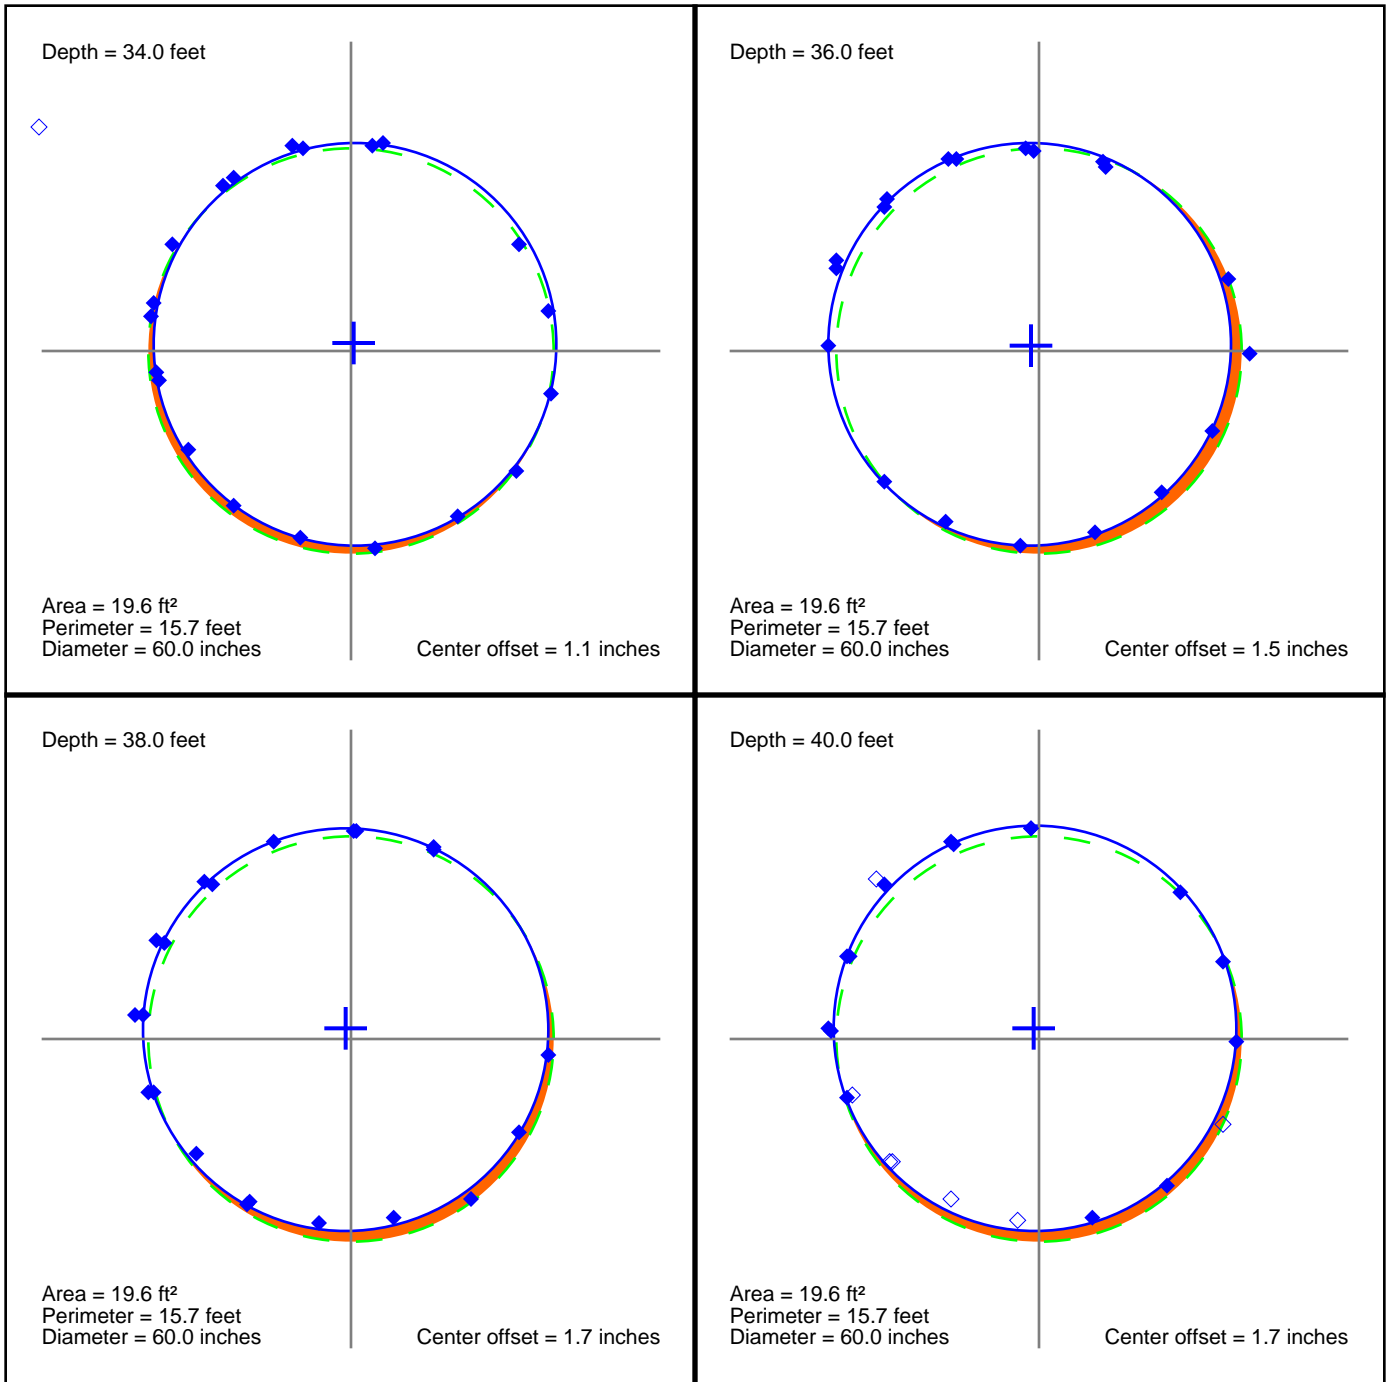 Depth = 34.0 feet
Area = 19.6 ft²
Perimeter = 15.7 feet
Diameter = 60.0 inches
Center offset = 1.1 inches
Depth = 36.0 feet
Area = 19.6 ft²
Perimeter = 15.7 feet
Diameter = 60.0 inches
Center offset = 1.5 inches
Depth = 38.0 feet
Area = 19.6 ft²
Perimeter = 15.7 feet
Diameter = 60.0 inches
Center offset = 1.7 inches
Depth = 40.0 feet
Area = 19.6 ft²
Perimeter = 15.7 feet
Diameter = 60.0 inches
Center offset = 1.7 inches